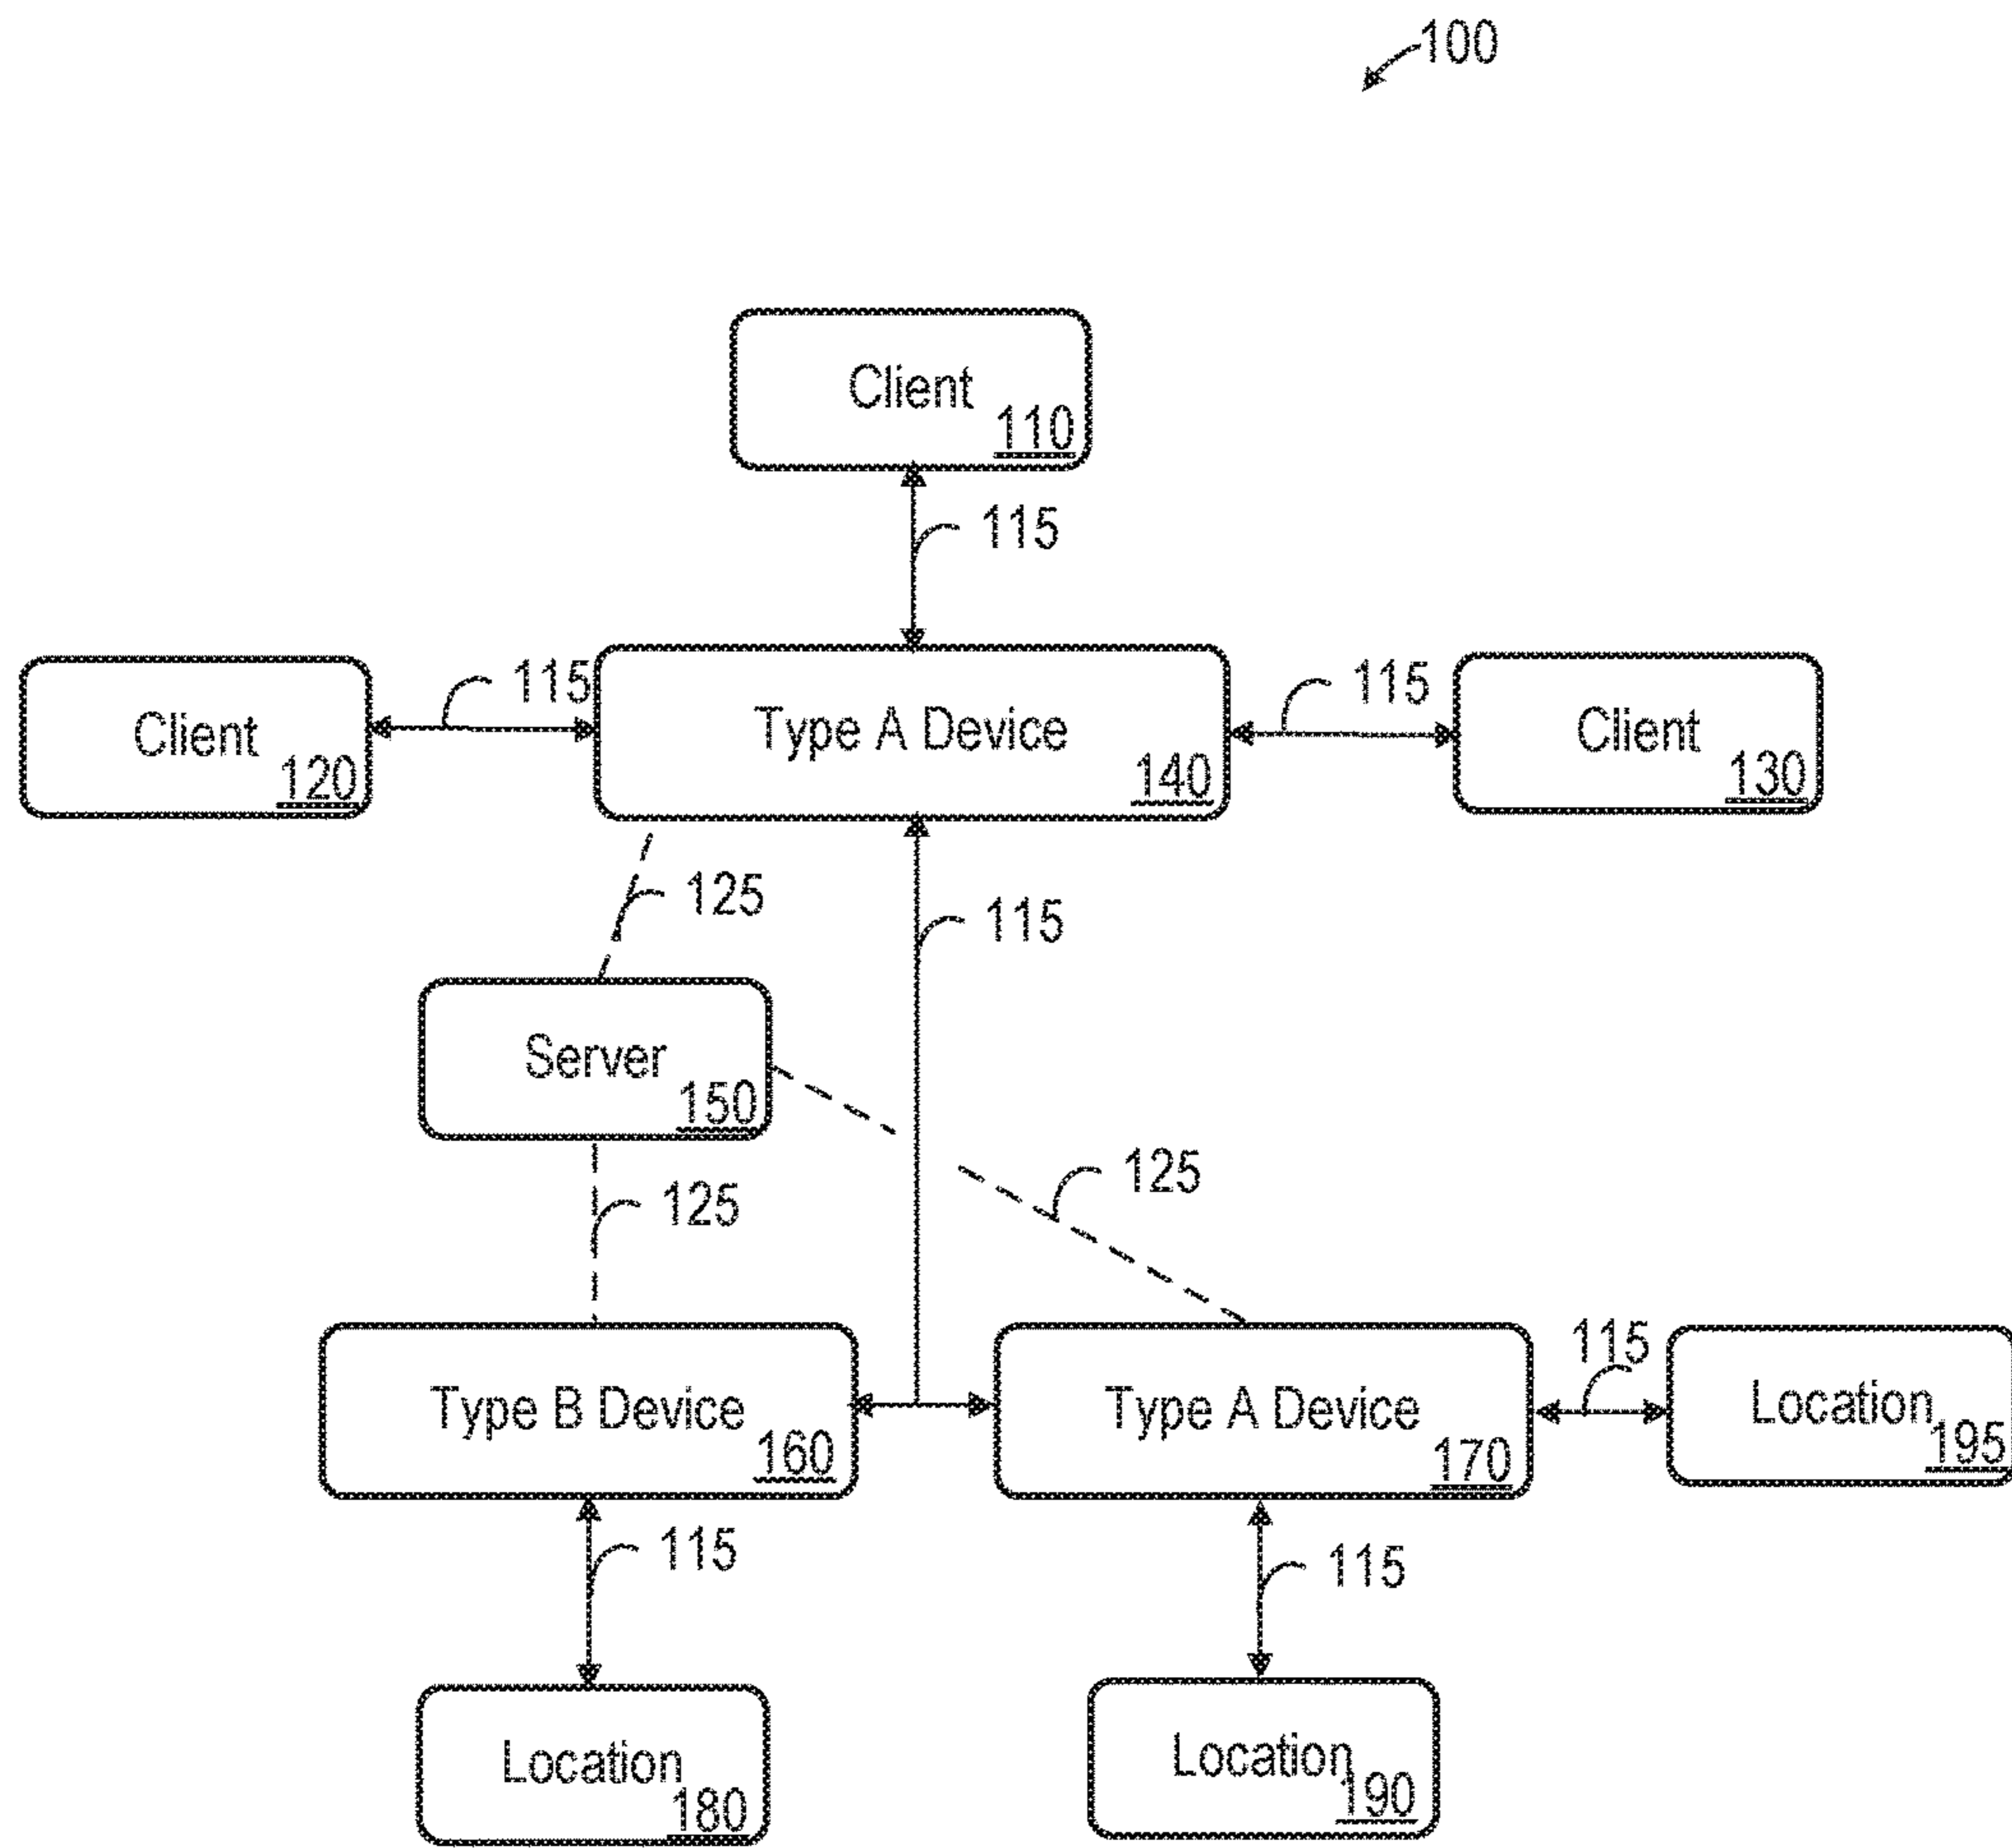 100
Client
110
115
115
115
Client
120
Type A Device
140
Client
130
125
115
Server
150
125
125
115
Type B Device
160
Type A Device
170
Location
195
115
115
Location
180
Location
190